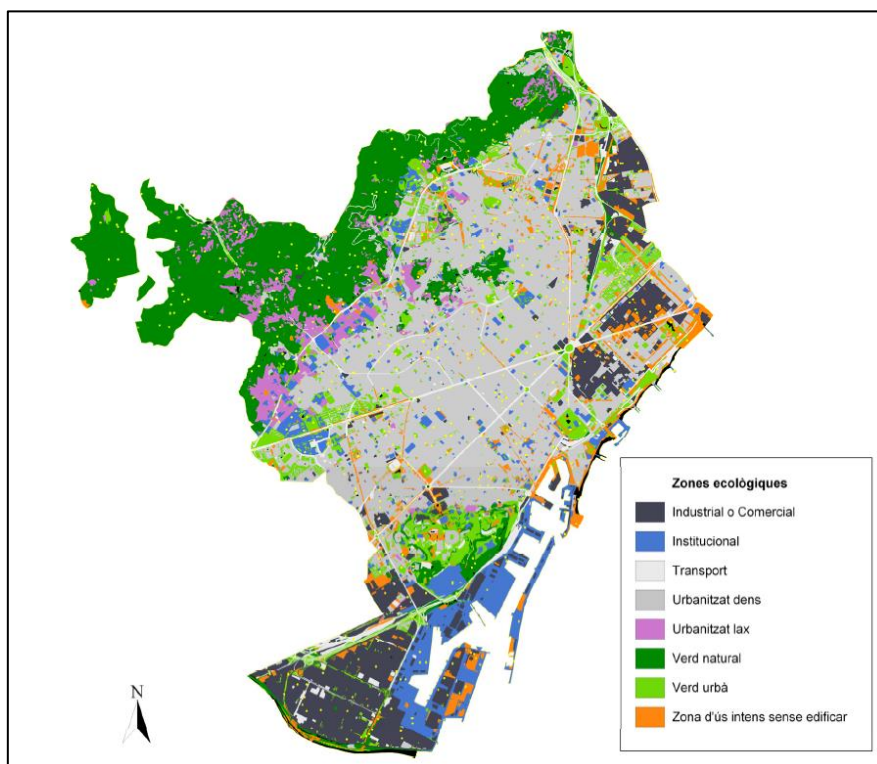 Zones ecològiques
Industrial o Comercial
Institucional
Transport
Urbanitzat dens
Urbanitzat lax
Verd natural
Verd urbà
Zona d'ús intens sense edificar
N